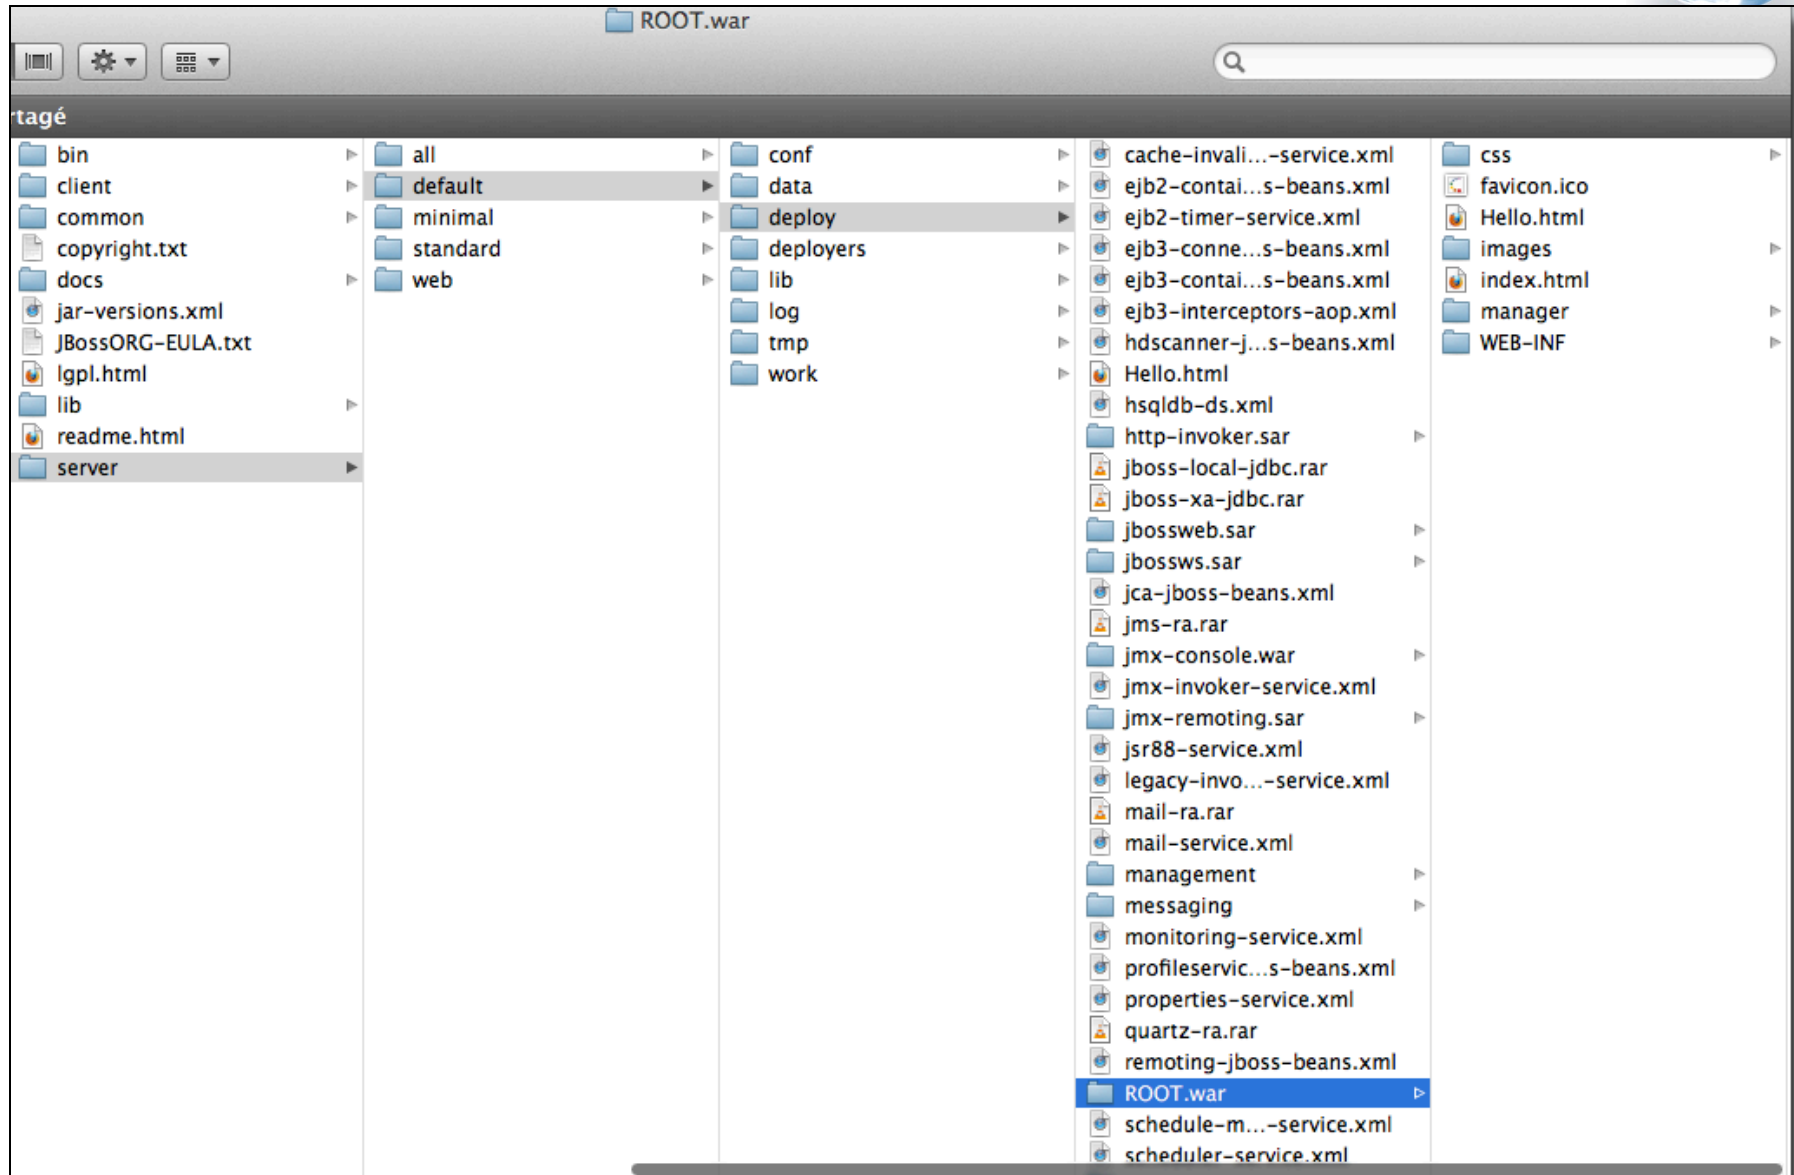 ROOT.war
rtagé
bin
client
common
copyright.txt
docs
jar-versions.xml
JBossORG-EULA.txt
lgpl.html
lib
readme.html
server
all
default
minimal
standard
web
conf
data
deploy
deployers
lib
log
tmp
work
cache-invali...-service.xml
ejb2-contai...s-beans.xml
ejb2-timer-service.xml
ejb3-conne...s-beans.xml
ejb3-contai...s-beans.xml
ejb3-interceptors-aop.xml
hdscanner-j...s-beans.xml
Hello.html
hsqldb-ds.xml
http-invoker.sar
jboss-local-jdbc.rar
jboss-xa-jdbc.rar
jbossweb.sar
jbossws.sar
jca-jboss-beans.xml
jms-ra.rar
jmx-console.war
jmx-invoker-service.xml
jmx-remoting.sar
jsr88-service.xml
legacy-invo...-service.xml
mail-ra.rar
mail-service.xml
management
messaging
monitoring-service.xml
profileservic...s-beans.xml
properties-service.xml
quartz-ra.rar
remoting-jboss-beans.xml
ROOT.war
schedule-m...-service.xml
scheduler-service.xml
css
favicon.ico
Hello.html
images
index.html
manager
WEB-INF